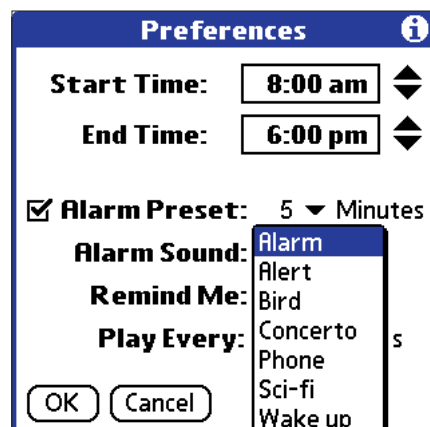 Preferences i
Start Time: 8:00 am
End Time: 6:00 pm
Alarm Preset: 5 Minutes
Alarm Sound: Alarm
Alert
Remind Me: Bird
Play Every: Concerto s
Phone
Sci-fi
OK Cancel
Wake up